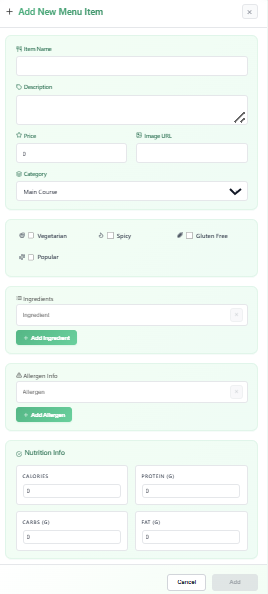 + Add New Menu Item ×
Item Name
Description
Price Image URL
0
Category
Main Course
Vegetarian Spicy Gluten Free
Popular
Ingredients
Ingredient ×
+ Add Ingredient
Allergen Info
Allergen ×
+ Add Allergen
Nutrition Info
CALORIES PROTEIN (G)
0 0
CARBS (G) FAT (G)
0 0
Cancel Add